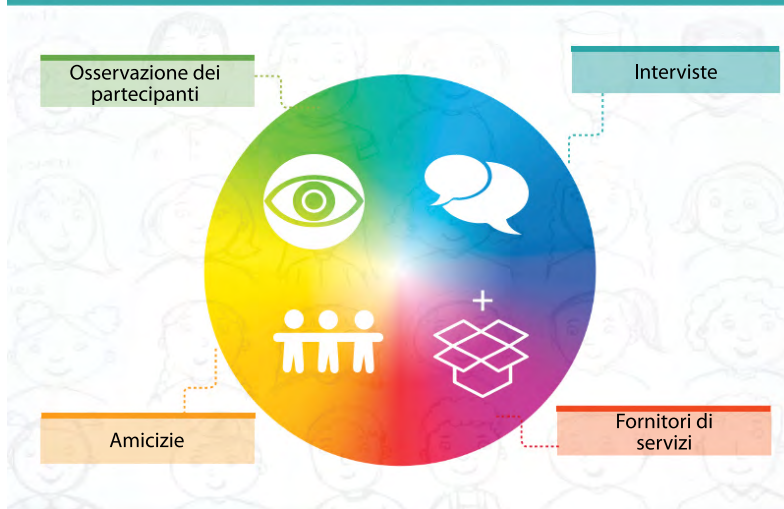 Osservazione dei
partecipanti
Interviste
Amicizie
Fornitori di
servizi